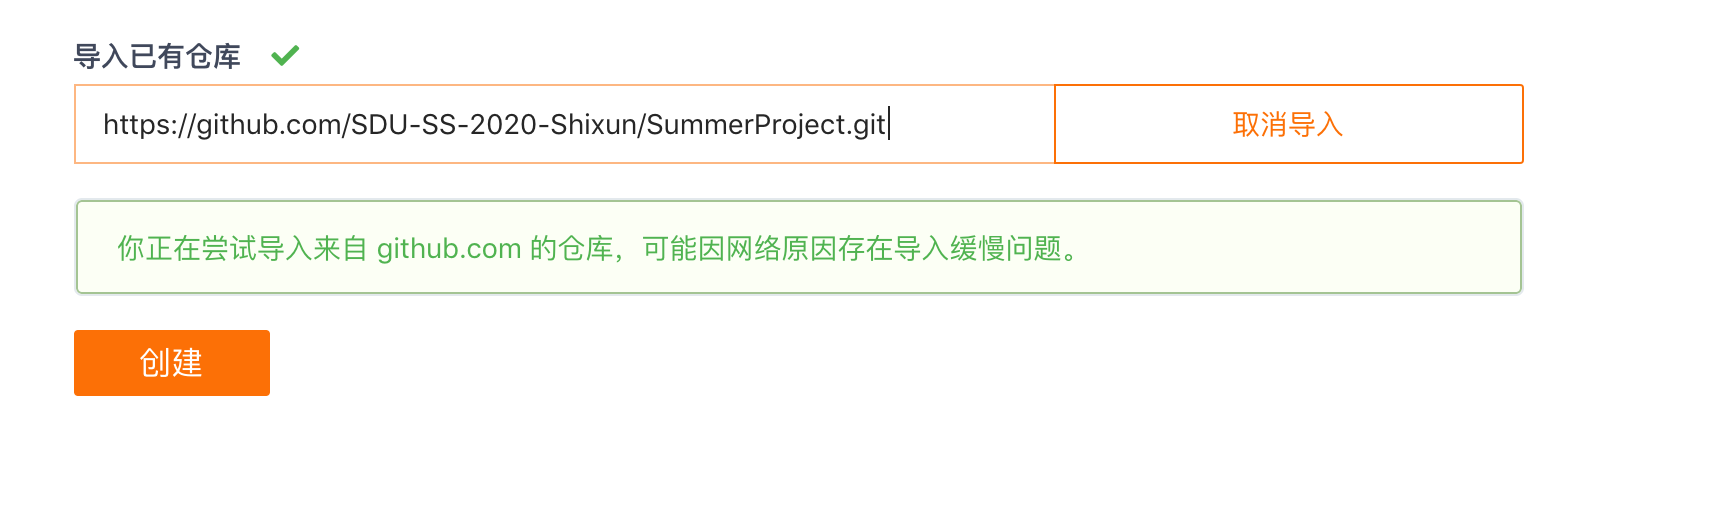 导入已有仓库
https://github.com/SDU-SS-2020-Shixun/SummerProject.git
取消导入
你正在尝试导入来自 github.com 的仓库，可能因网络原因存在导入缓慢问题。
创建